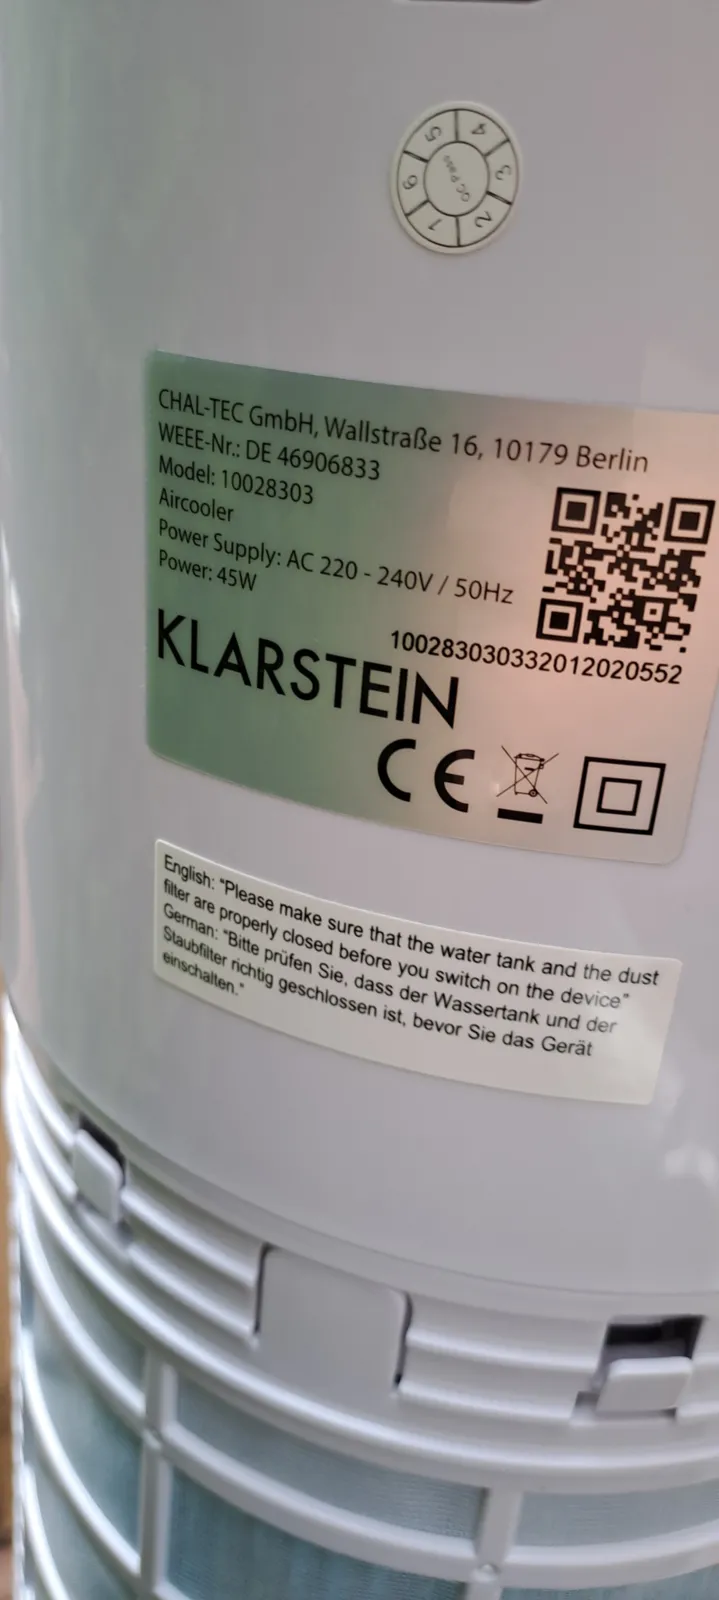 4
5
3
QC Pass
6
2
1
CHAL-TEC GmbH, Wallstraße 16, 10179 Berlin
WEEE-Nr.: DE 46906833
Model: 10028303
Aircooler
Power Supply: AC 220 - 240V / 50Hz
Power: 45W
100283030332012020552
KLARSTEIN
CE
English: "Please make sure that the water tank and the dust
filter are properly closed before you switch on the device"
German: "Bitte prüfen Sie, dass der Wassertank und der
Staubfilter richtig geschlossen ist, bevor Sie das Gerät
einschalten."